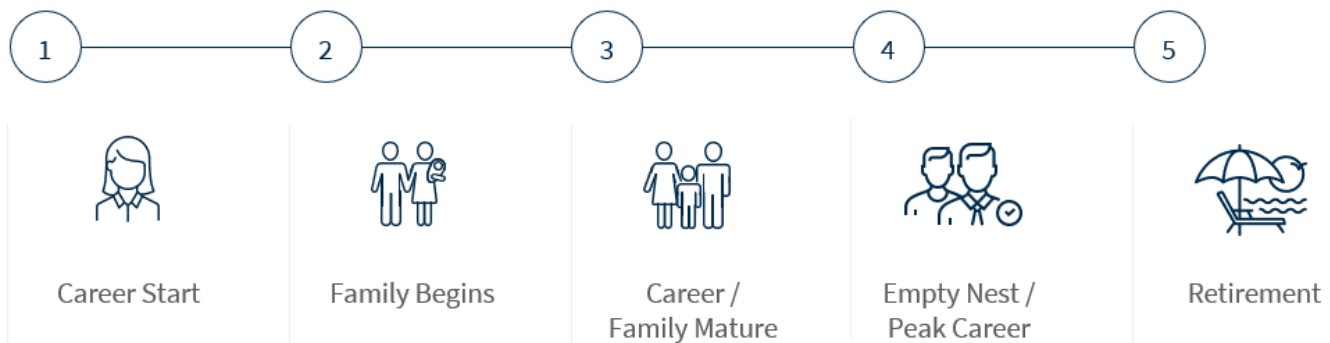 1
2
3
4
5
Career Start
Family Begins
Career /
Family Mature
Empty Nest /
Peak Career
Retirement